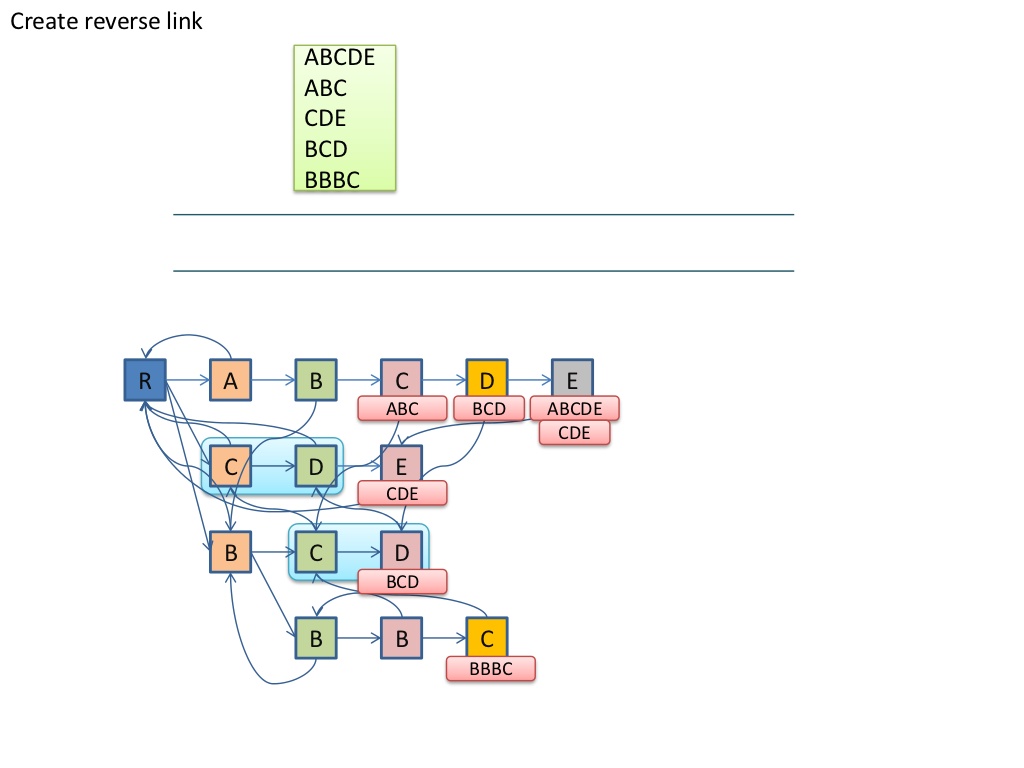 Create reverse link
ABCDE
ABC
CDE
BCD
BBBC
R A B C D E
ABC BCD ABCDE
CDE
C D E
CDE
B C D
BCD
B B C
BBBC